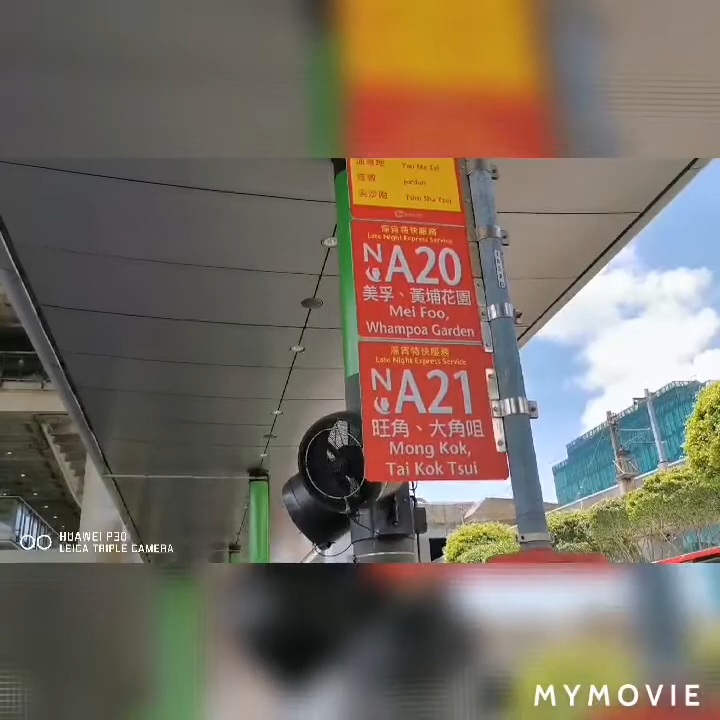 油麻地 Yau Ma Tei
佐敦 Jordan
尖沙咀 Tsim Sha Tsui
深宵特快服務
Late Night Express Service
NA20
美孚、黃埔花園
Mei Foo,
Whampoa Garden
深宵特快服務
Late Night Express Service
NA21
旺角、大角咀
Mong Kok,
Tai Kok Tsui
HUAWEI P30
LEICA TRIPLE CAMERA
MYMOVIE